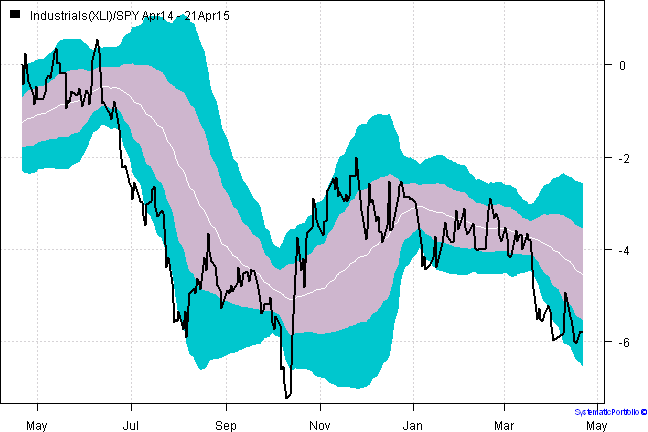 Industrials(XLI)/SPY Apr14 - 21Apr15
0
-2
-4
-6
SystematicPortfolio ©
May Jul Sep Nov Jan Mar May